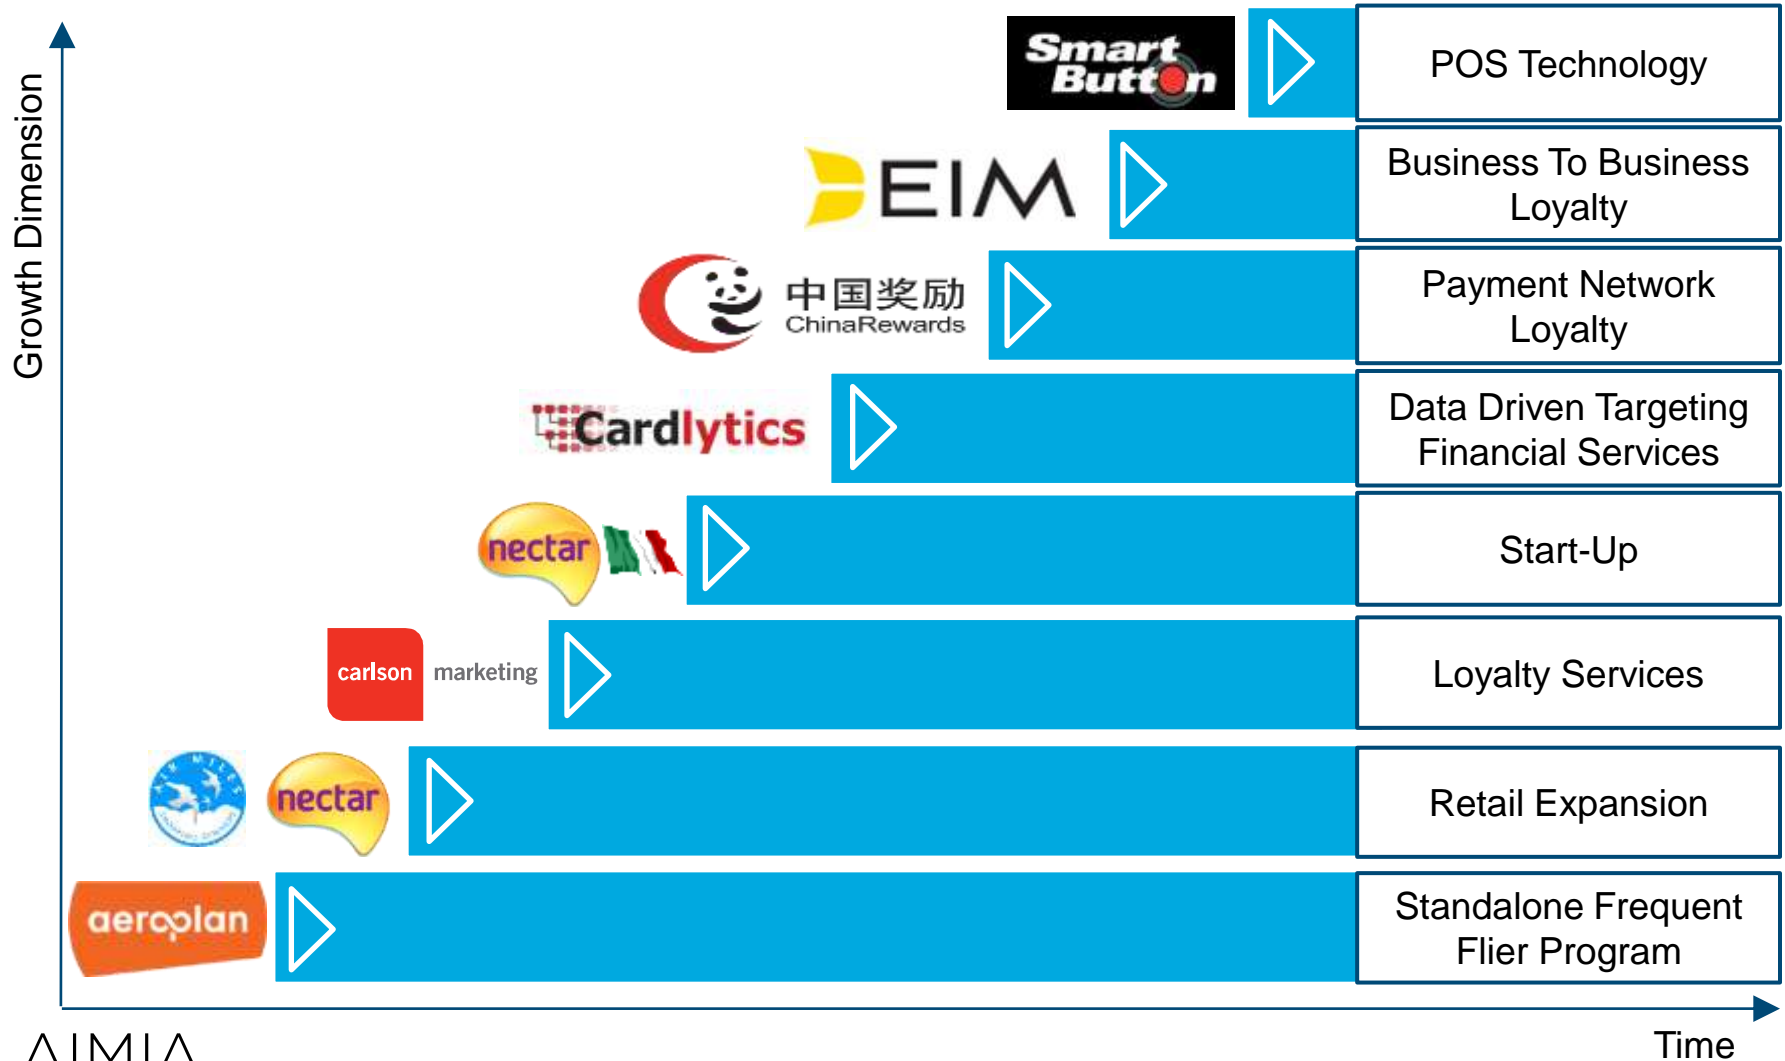 Growth Dimension
Smart
Button
POS Technology
EIM
Business To Business
Loyalty
中国奖励
ChinaRewards
Payment Network
Loyalty
Cardlytics
Data Driven Targeting
Financial Services
nectar
Start-Up
carlson marketing
Loyalty Services
AIR MILES
nectar
Retail Expansion
aeroplan
Standalone Frequent
Flier Program
Time
AIMIA